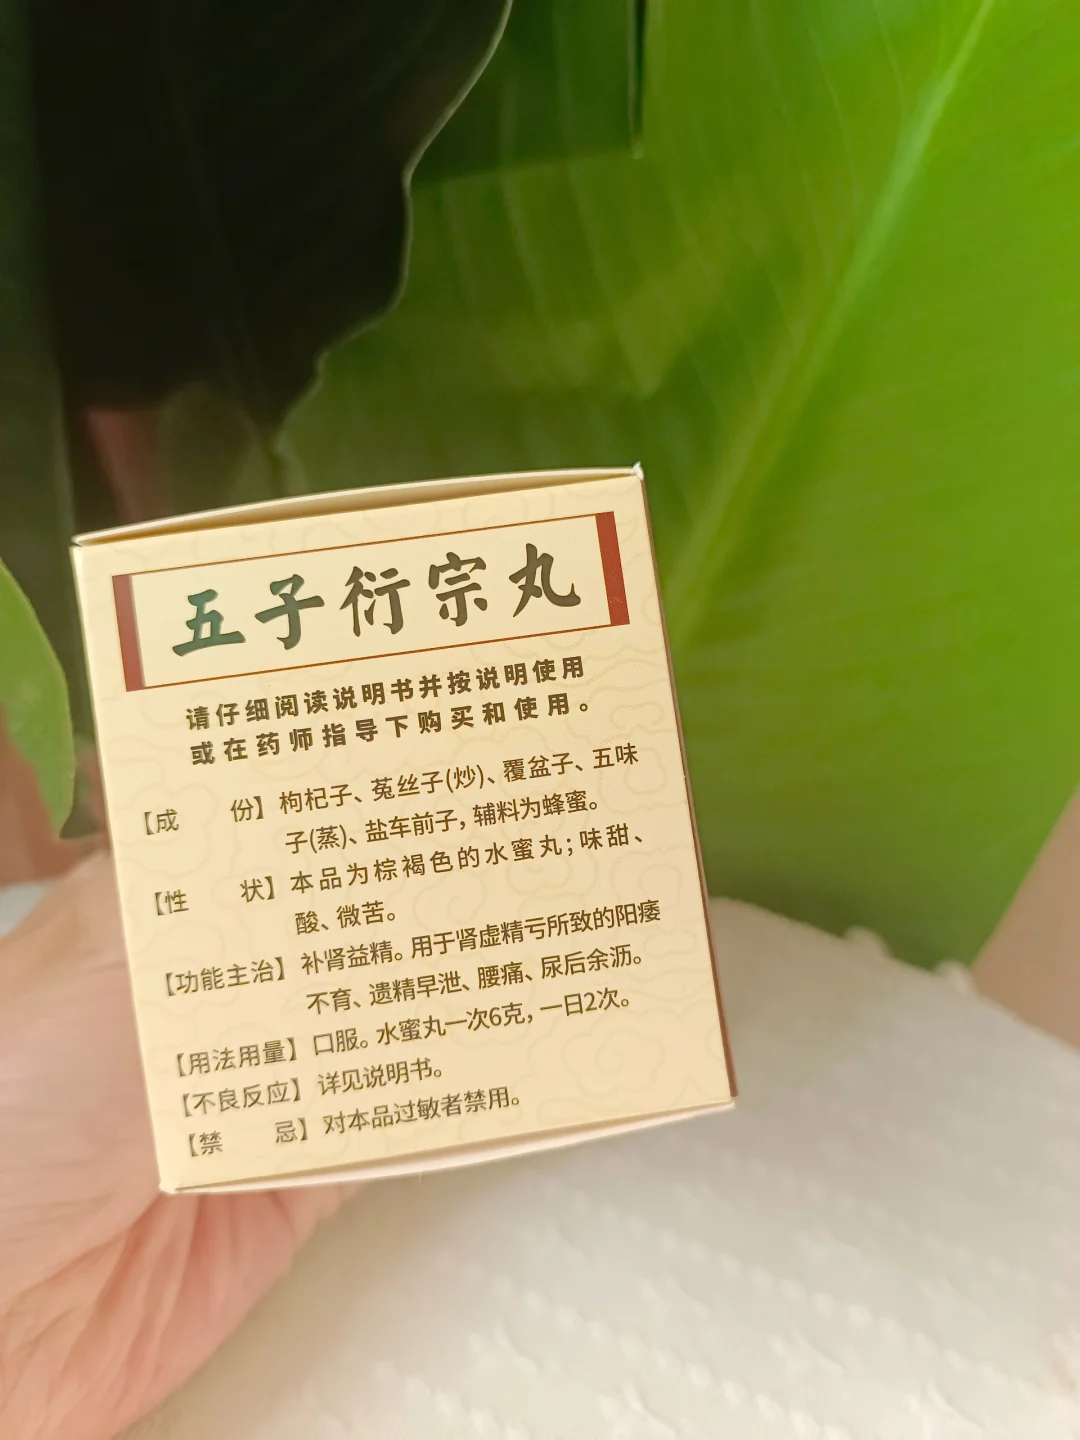 五子衍宗丸
请仔细阅读说明书并按说明使用
或在药师指导下购买和使用。
【成份】枸杞子、菟丝子(炒)、覆盆子、五味
子(蒸)、盐车前子，辅料为蜂蜜。
【性状】本品为棕褐色的水蜜丸；味甜、
酸、微苦。
【功能主治】补肾益精。用于肾虚精亏所致的阳痿
不育、遗精早泄、腰痛、尿后余沥。
【用法用量】口服。水蜜丸一次6克，一日2次。
【不良反应】详见说明书。
【禁忌】对本品过敏者禁用。